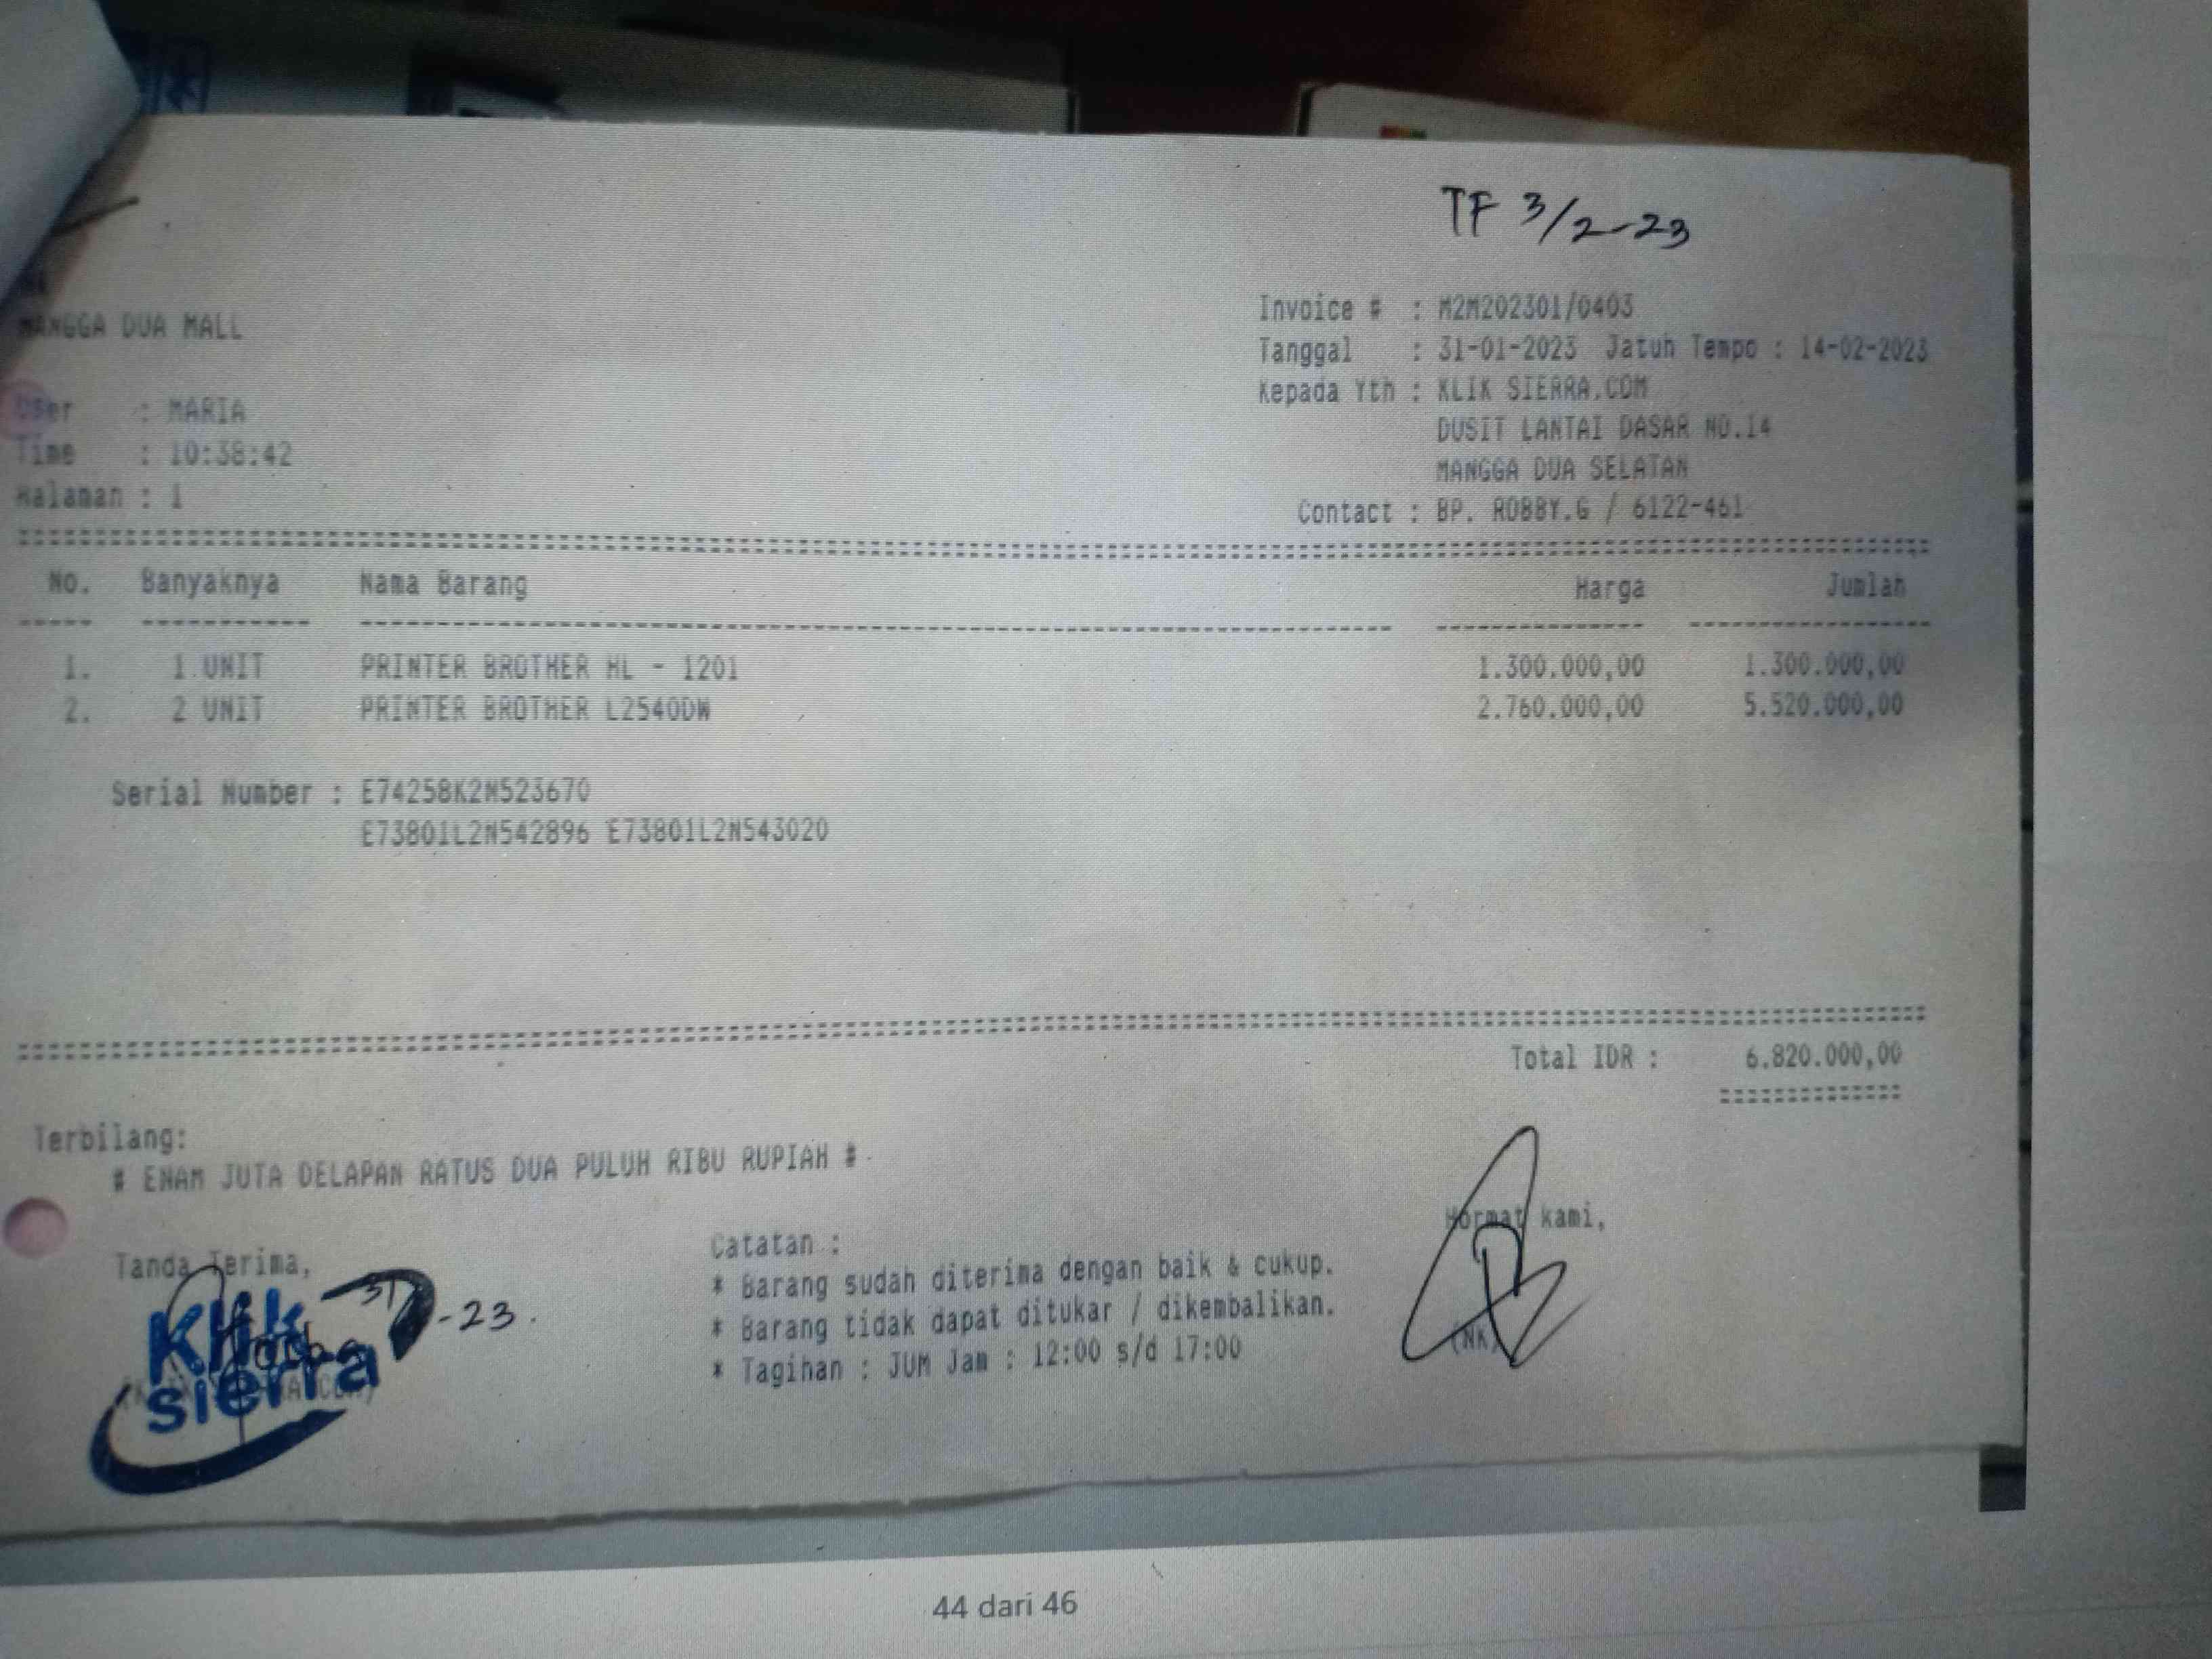 TF 3/2-23
MANGGA DUA MALL
Invoice # : M2M202301/0403
Tanggal : 31-01-2023 Jatuh Tempo : 14-02-2023
Kepada Yth : KLIK SIERRA.COM
DUSIT LANTAI DASAR NO.14
MANGGA DUA SELATAN
Contact : BP. ROBBY.G / 6122-461
User : MARIA
Time : 10:38:42
Halaman : 1
No. Banyaknya Nama Barang Harga Jumlah
1. 1 UNIT PRINTER BROTHER HL - 1201 1.300.000,00 1.300.000,00
2. 2 UNIT PRINTER BROTHER L2540DW 2.760.000,00 5.520.000,00
Serial Number : E74258K2N523670
E73801L2N542896 E73801L2N543020
Total IDR : 6.820.000,00
Terbilang:
# ENAM JUTA DELAPAN RATUS DUA PULUH RIBU RUPIAH #
Tanda Terima,
Klik
sierra
-23.
Catatan :
* Barang sudah diterima dengan baik & cukup.
* Barang tidak dapat ditukar / dikembalikan.
* Tagihan : JUM Jam : 12:00 s/d 17:00
Hormat kami,
(NK)
44 dari 46